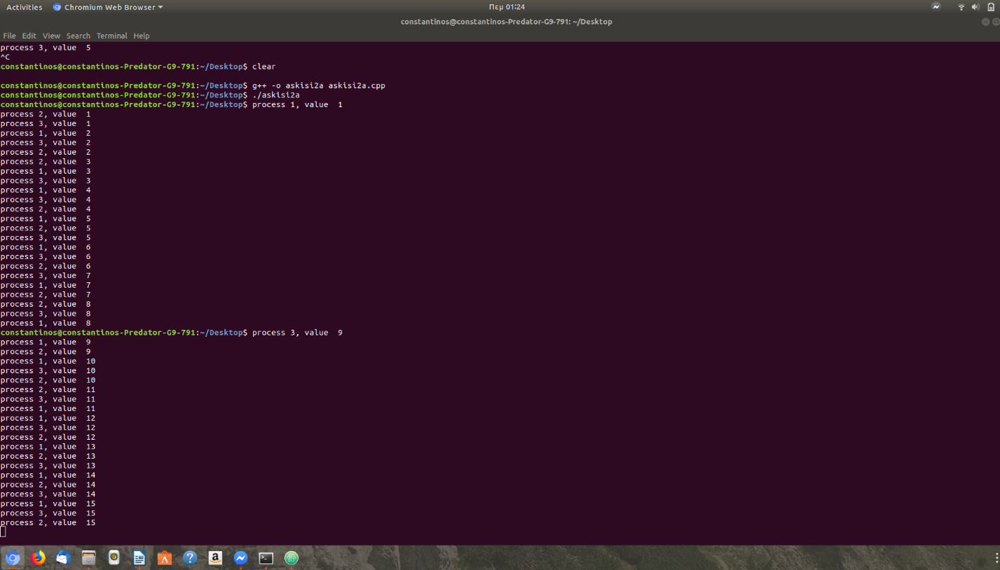 Activities Chromium Web Browser Πεμ 01:24
constantinos@constantinos-Predator-G9-791: ~/Desktop
File Edit View Search Terminal Help
process 3, value  5
^C
constantinos@constantinos-Predator-G9-791:~/Desktop$ clear
constantinos@constantinos-Predator-G9-791:~/Desktop$ g++ -o askisi2a askisi2a.cpp
constantinos@constantinos-Predator-G9-791:~/Desktop$ ./askisi2a
constantinos@constantinos-Predator-G9-791:~/Desktop$ process 1, value  1
process 2, value  1
process 3, value  1
process 1, value  2
process 3, value  2
process 2, value  2
process 2, value  3
process 1, value  3
process 3, value  3
process 1, value  4
process 3, value  4
process 2, value  4
process 1, value  5
process 2, value  5
process 3, value  5
process 1, value  6
process 3, value  6
process 2, value  6
process 3, value  7
process 1, value  7
process 2, value  7
process 2, value  8
process 3, value  8
process 1, value  8
constantinos@constantinos-Predator-G9-791:~/Desktop$ process 3, value  9
process 1, value  9
process 2, value  9
process 1, value  10
process 3, value  10
process 2, value  10
process 2, value  11
process 3, value  11
process 1, value  11
process 1, value  12
process 3, value  12
process 2, value  12
process 1, value  13
process 2, value  13
process 3, value  13
process 1, value  14
process 2, value  14
process 3, value  14
process 1, value  15
process 3, value  15
process 2, value  15